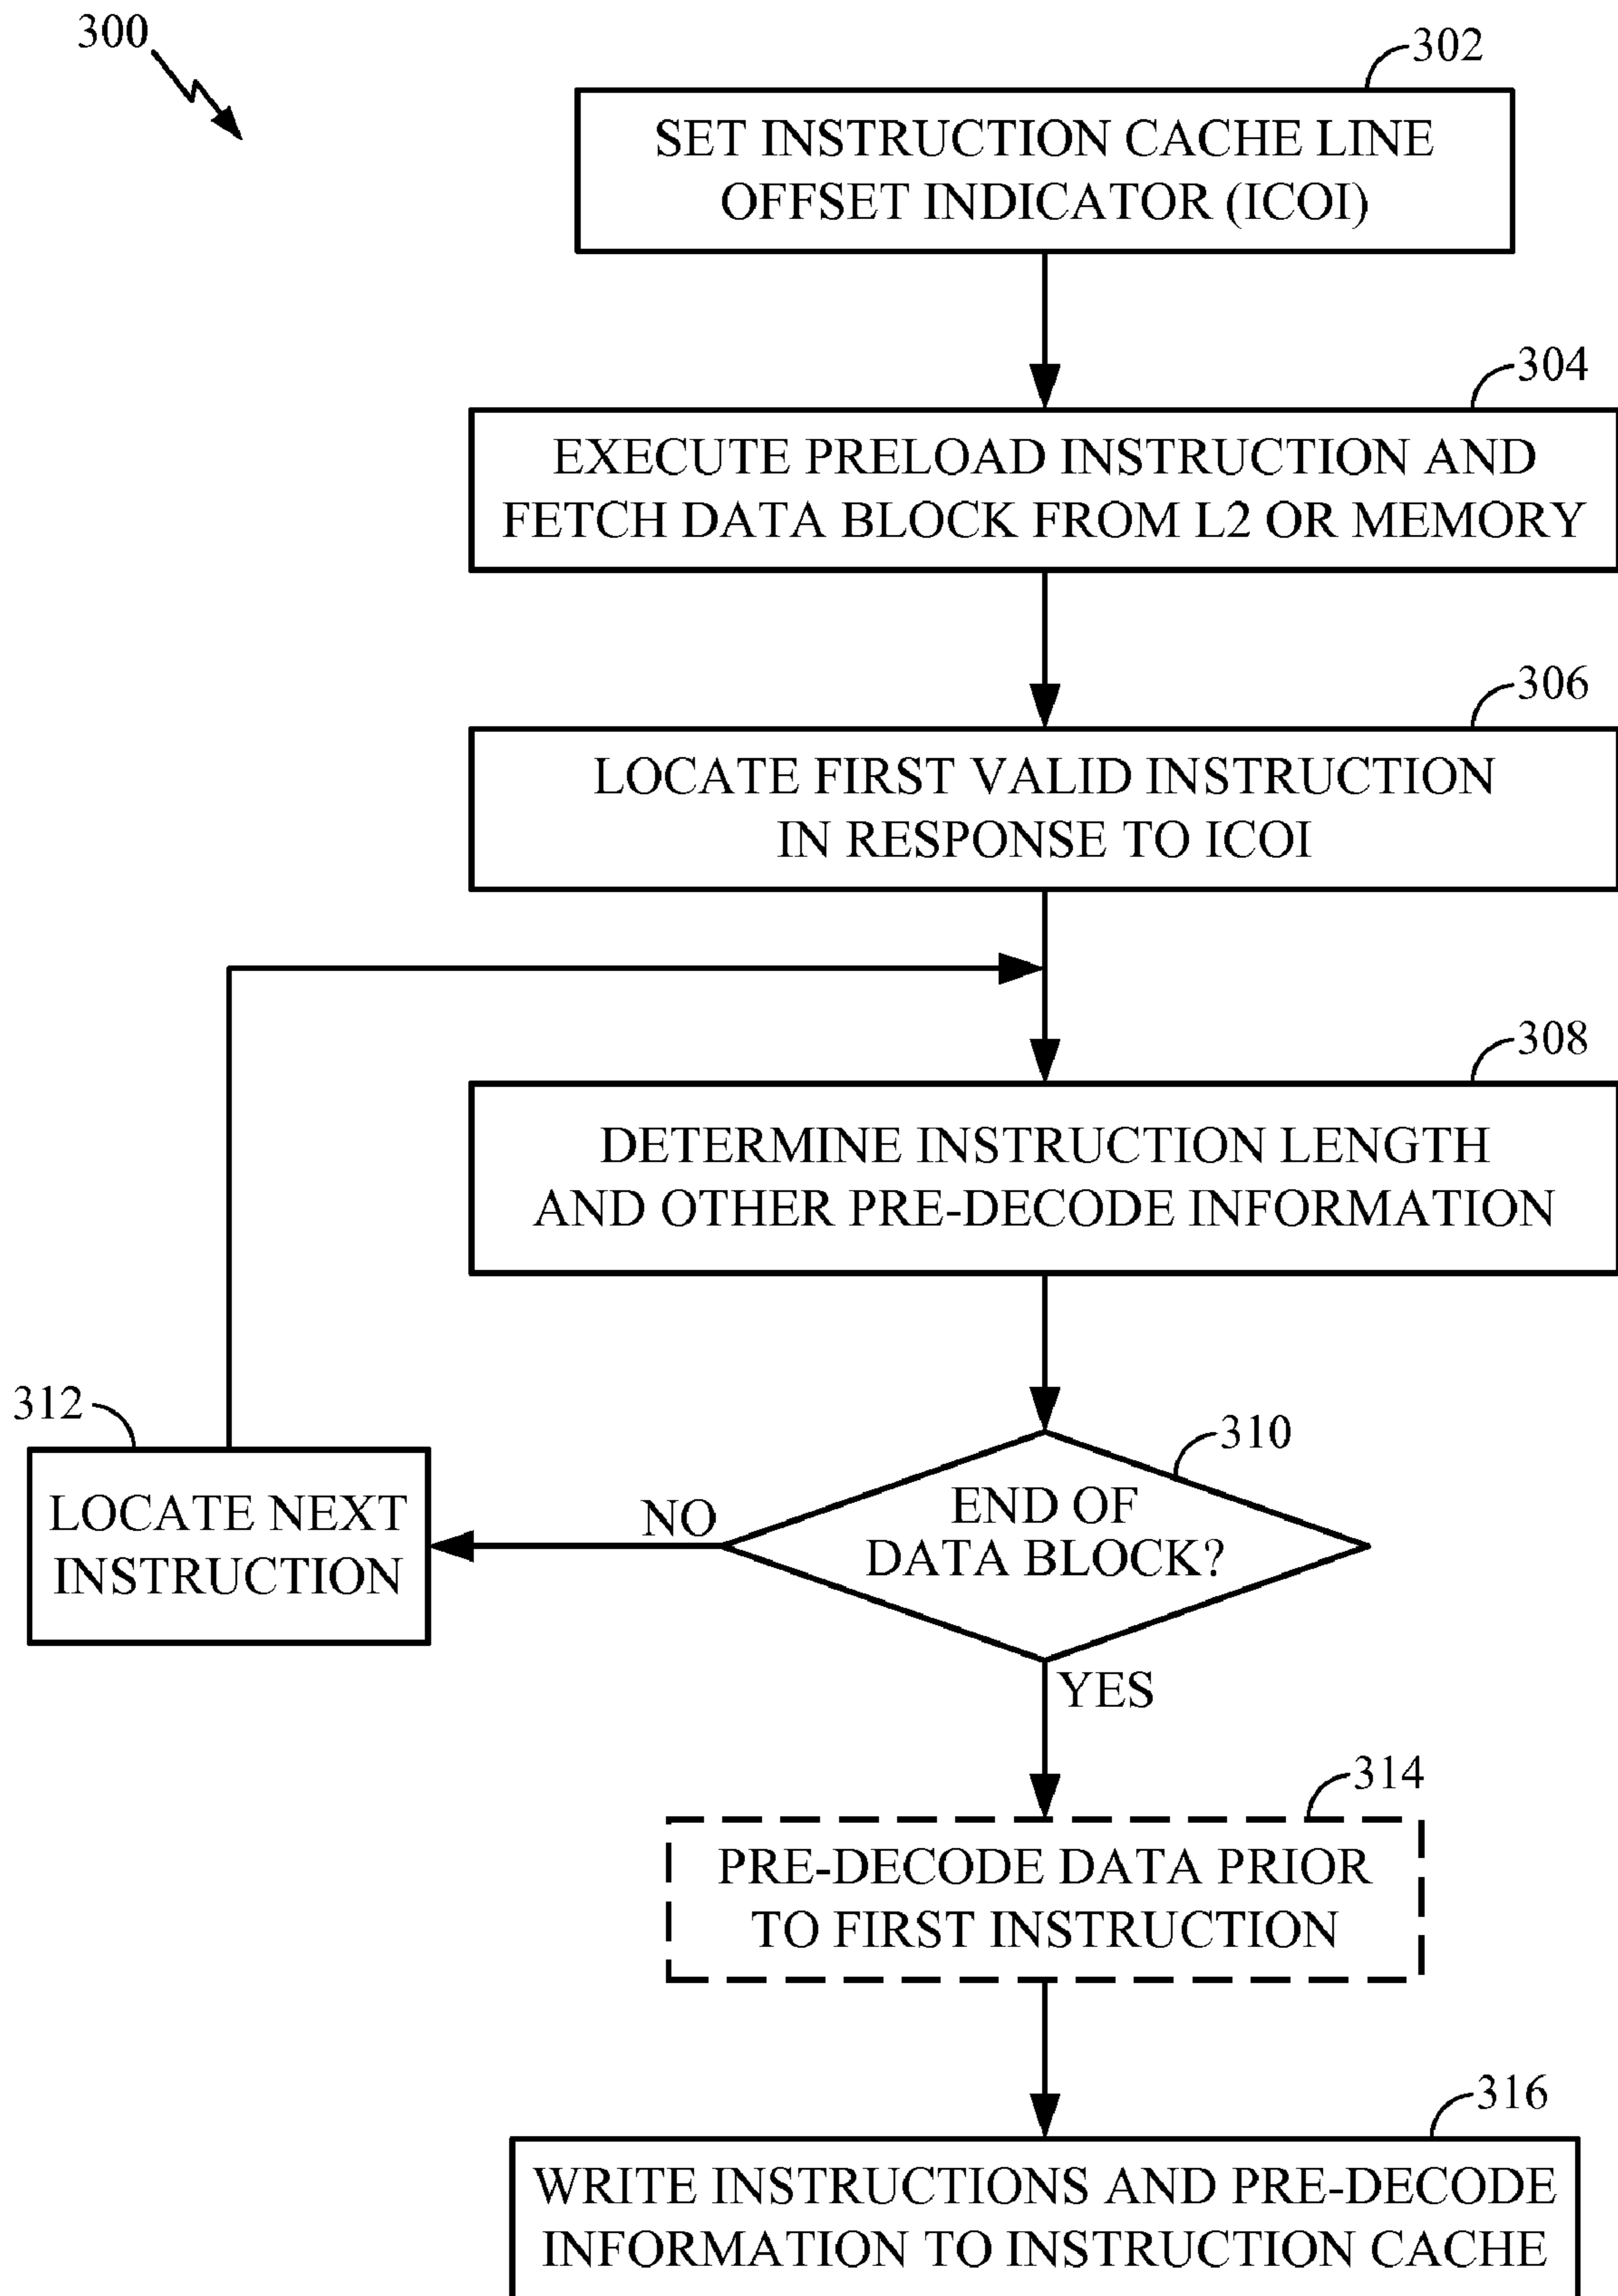 300
302
SET INSTRUCTION CACHE LINE
OFFSET INDICATOR (ICOI)
304
EXECUTE PRELOAD INSTRUCTION AND
FETCH DATA BLOCK FROM L2 OR MEMORY
306
LOCATE FIRST VALID INSTRUCTION
IN RESPONSE TO ICOI
308
DETERMINE INSTRUCTION LENGTH
AND OTHER PRE-DECODE INFORMATION
310
END OF
DATA BLOCK?
NO
312
LOCATE NEXT
INSTRUCTION
YES
314
PRE-DECODE DATA PRIOR
TO FIRST INSTRUCTION
316
WRITE INSTRUCTIONS AND PRE-DECODE
INFORMATION TO INSTRUCTION CACHE